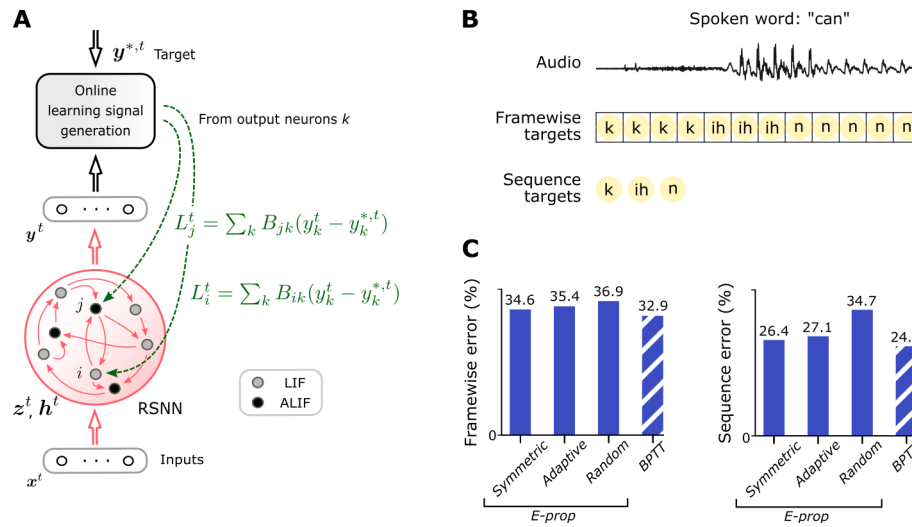 A
y*,t Target
Online
learning signal
generation
From output neurons k
y^t
L_j^t = ∑_k B_jk(y_k^t − y_k^*,t)
L_i^t = ∑_k B_ik(y_k^t − y_k^*,t)
j
i
z^t, h^t
RSNN
LIF
ALIF
x^t
Inputs
B
Spoken word: "can"
Audio
Framewise
targets
k k k k ih ih ih n n n n n
Sequence
targets
k ih n
C
Framewise error (%)
34.6 35.4 36.9 32.9
0
Symmetric Adaptive Random BPTT
E-prop
Sequence error (%)
26.4 27.1 34.7 24.
0
Symmetric Adaptive Random BPT
E-prop